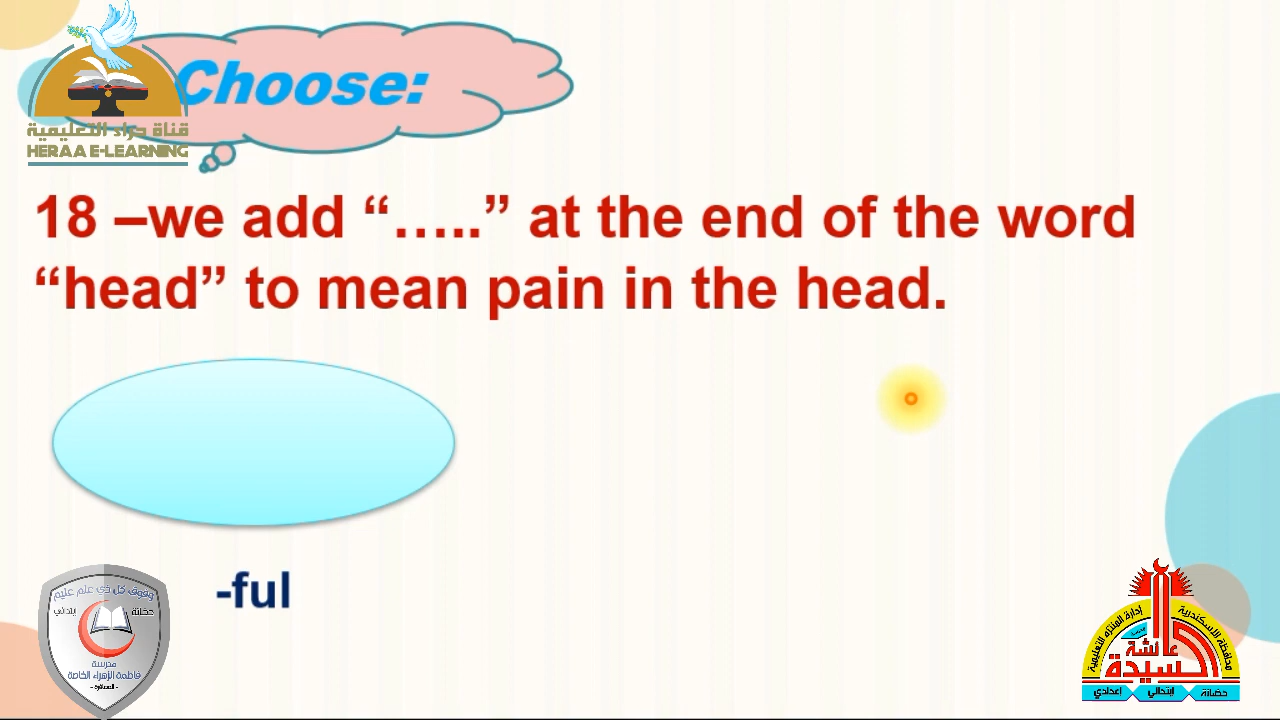 Choose:
قناة حراء التعليمية
HERAA E-LEARNING
18 –we add “.....” at the end of the word
“head” to mean pain in the head.
-ful
وفوق كل ذي علم عليم
حضانة
ابتدائي
مدرسة
فاطمة الزهراء الخاصة
محافظة الإسكندرية
إدارة المنتزه التعليمية
السيدة عائشة
حضانة ابتدائي إعدادي